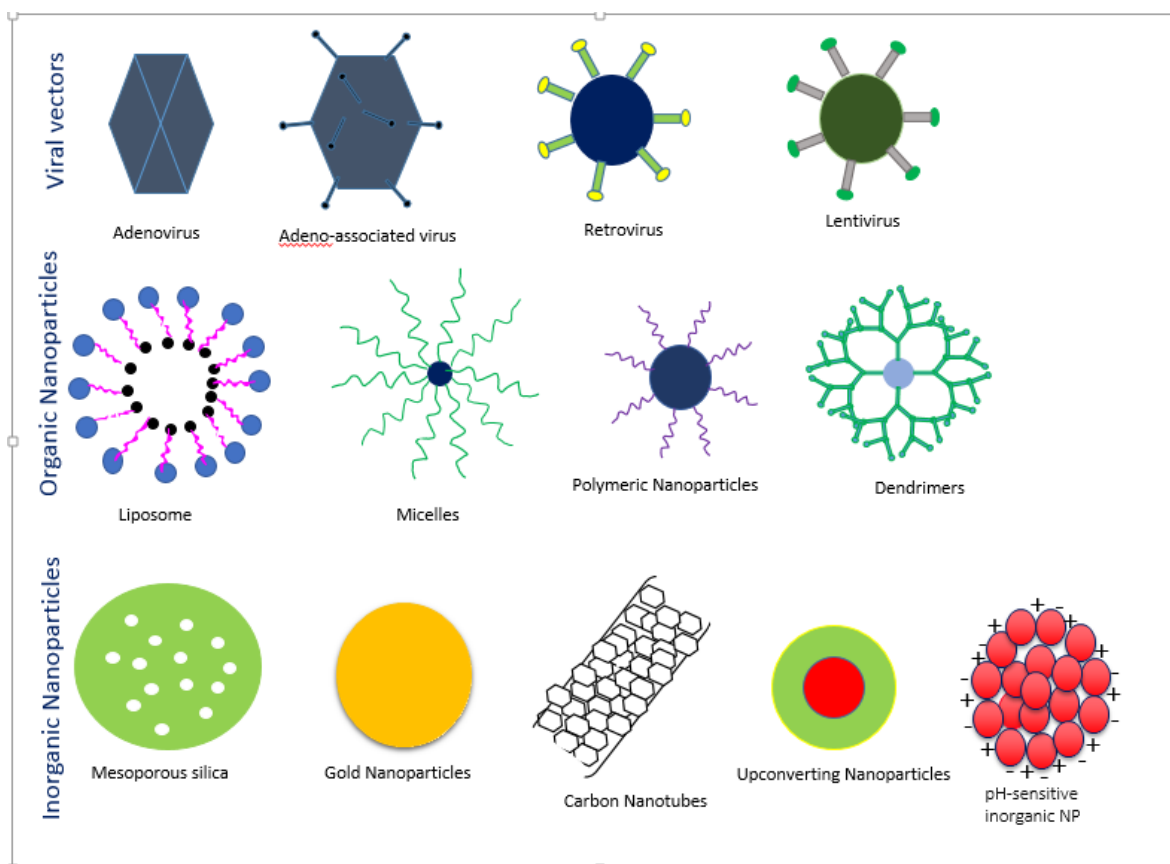 Viral vectors
Adenovirus
Adeno-associated virus
Retrovirus
Lentivirus
Organic Nanoparticles
Liposome
Micelles
Polymeric Nanoparticles
Dendrimers
Inorganic Nanoparticles
Mesoporous silica
Gold Nanoparticles
Carbon Nanotubes
Upconverting Nanoparticles
pH-sensitive
inorganic NP